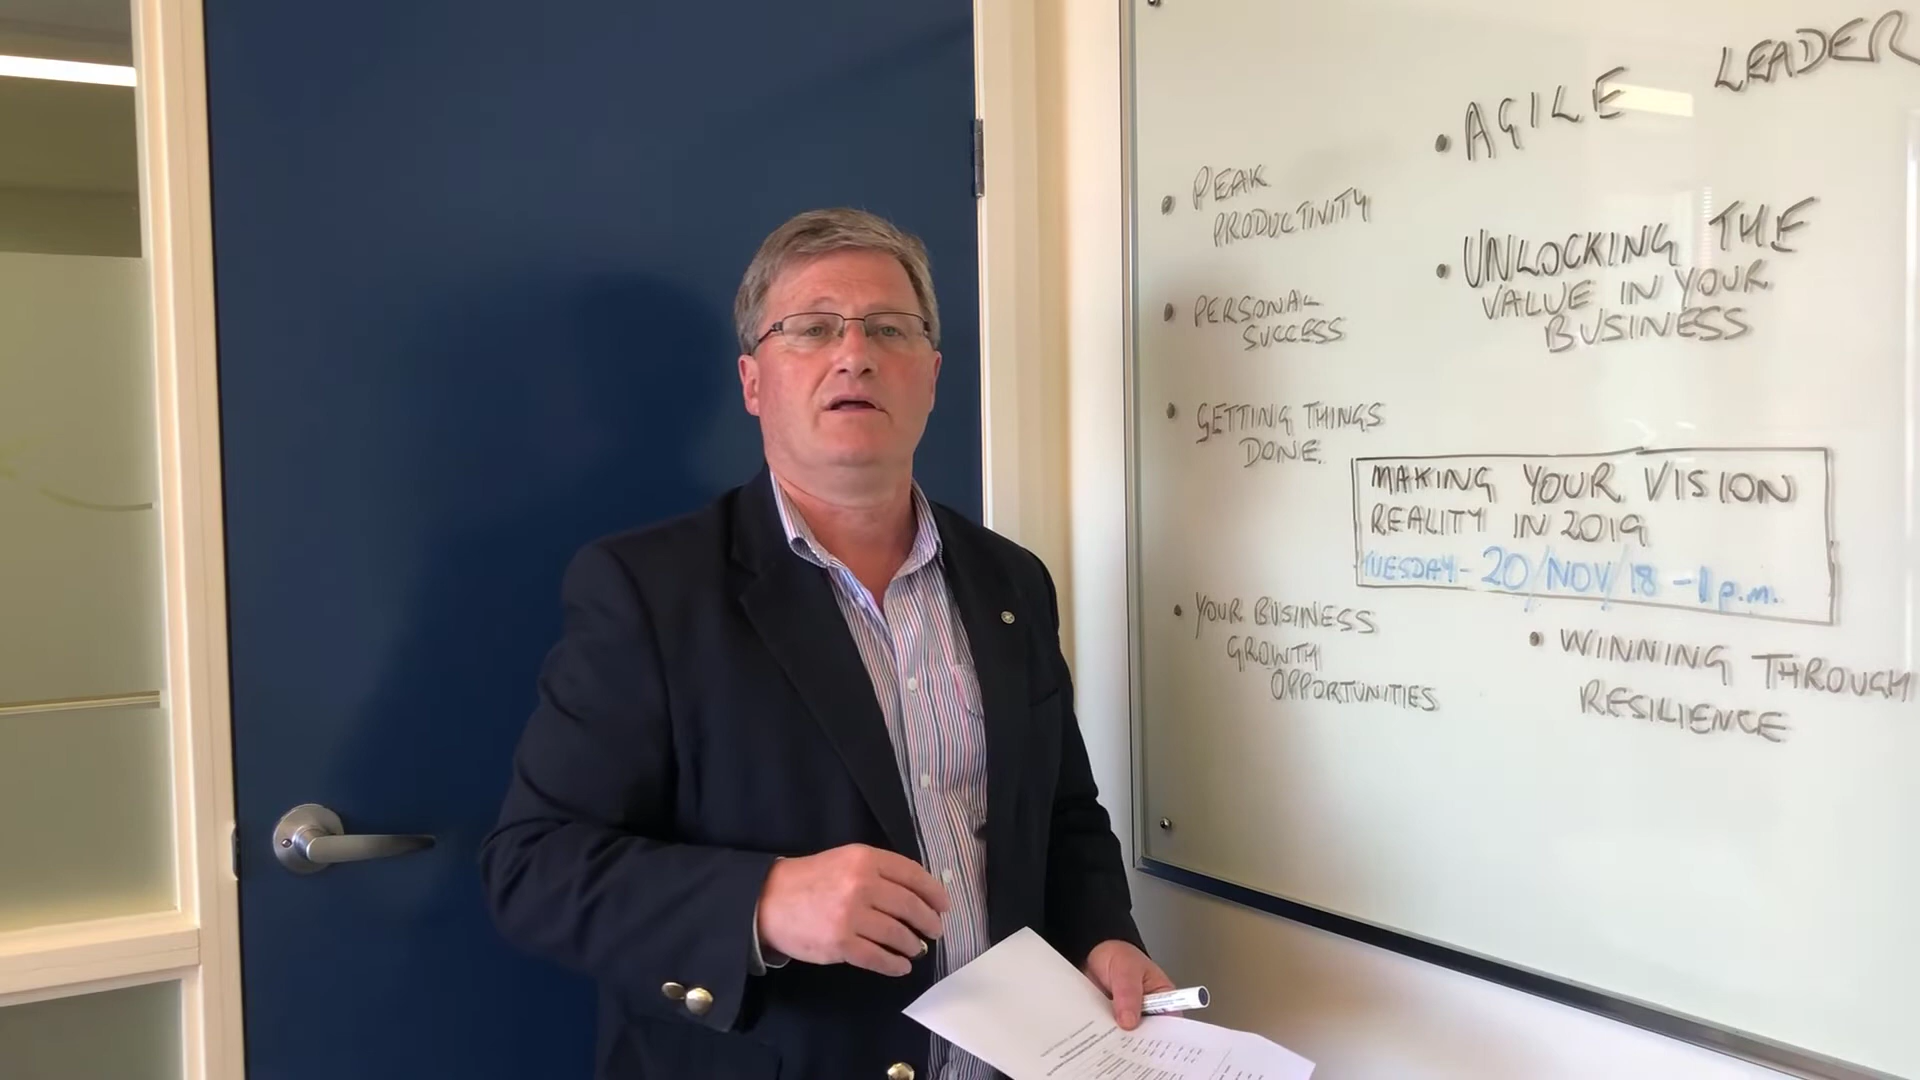 AGILE LEADER
PEAK
PRODUCTIVITY
UNLOCKING THE
VALUE IN YOUR
BUSINESS
PERSONAL
SUCCESS
GETTING THINGS
DONE.
MAKING YOUR VISION
REALITY IN 2019
TUESDAY - 20/NOV/18 - 1 p.m.
YOUR BUSINESS
GROWTH
OPPORTUNITIES
WINNING THROUGH
RESILIENCE